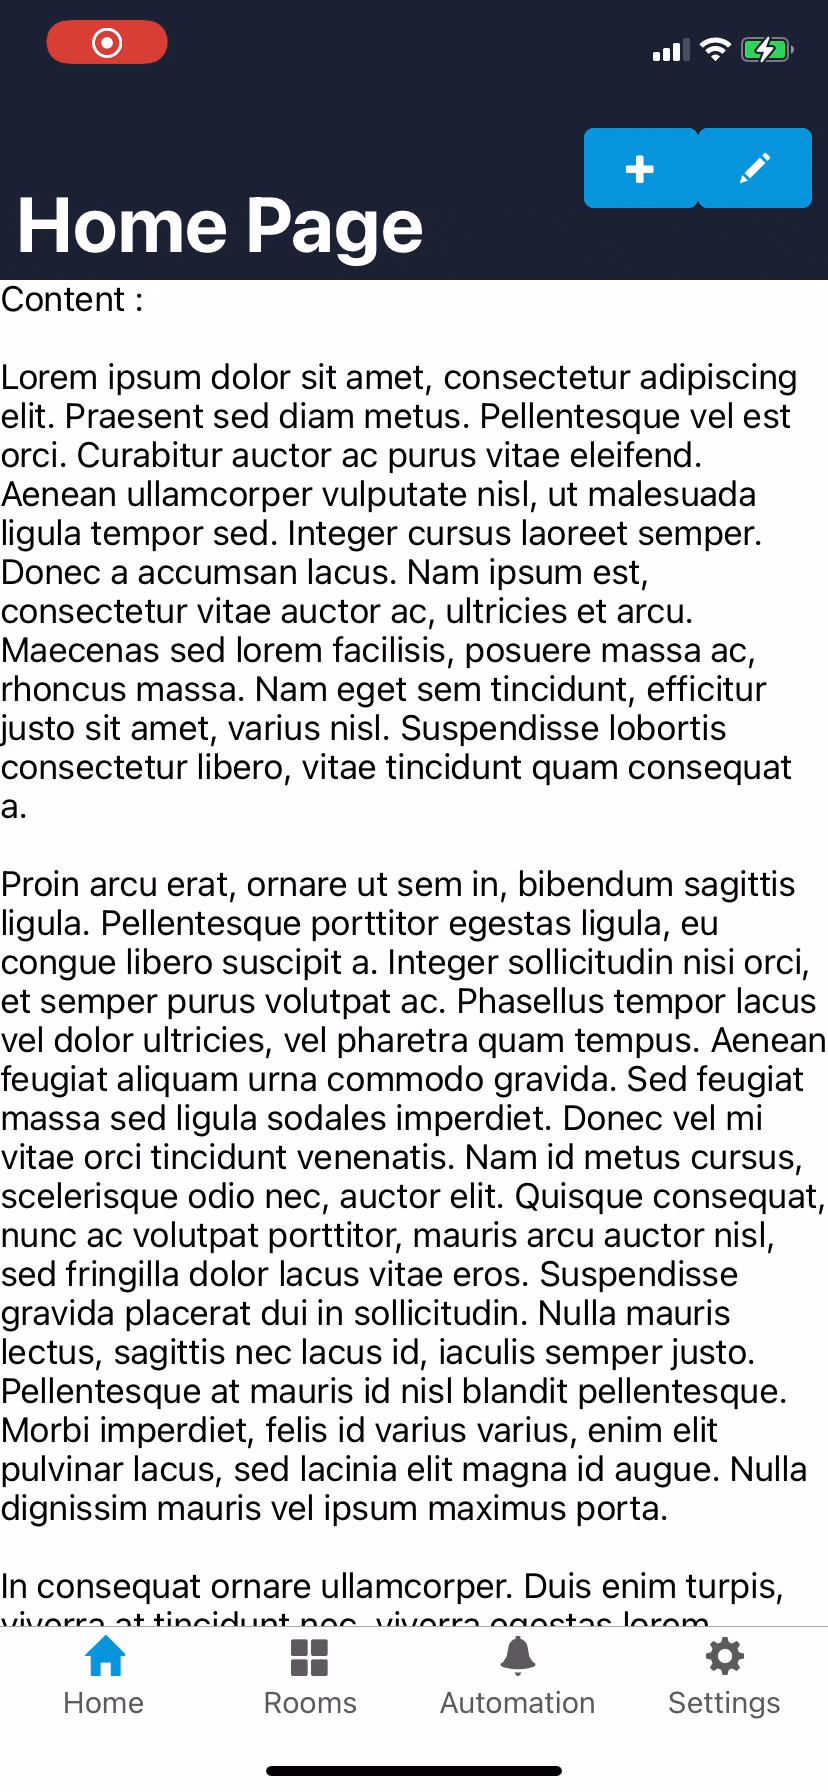 Home Page
Content :
Lorem ipsum dolor sit amet, consectetur adipiscing
elit. Praesent sed diam metus. Pellentesque vel est
orci. Curabitur auctor ac purus vitae eleifend.
Aenean ullamcorper vulputate nisl, ut malesuada
ligula tempor sed. Integer cursus laoreet semper.
Donec a accumsan lacus. Nam ipsum est,
consectetur vitae auctor ac, ultricies et arcu.
Maecenas sed lorem facilisis, posuere massa ac,
rhoncus massa. Nam eget sem tincidunt, efficitur
justo sit amet, varius nisl. Suspendisse lobortis
consectetur libero, vitae tincidunt quam consequat
a.
Proin arcu erat, ornare ut sem in, bibendum sagittis
ligula. Pellentesque porttitor egestas ligula, eu
congue libero suscipit a. Integer sollicitudin nisi orci,
et semper purus volutpat ac. Phasellus tempor lacus
vel dolor ultricies, vel pharetra quam tempus. Aenean
feugiat aliquam urna commodo gravida. Sed feugiat
massa sed ligula sodales imperdiet. Donec vel mi
vitae orci tincidunt venenatis. Nam id metus cursus,
scelerisque odio nec, auctor elit. Quisque consequat,
nunc ac volutpat porttitor, mauris arcu auctor nisl,
sed fringilla dolor lacus vitae eros. Suspendisse
gravida placerat dui in sollicitudin. Nulla mauris
lectus, sagittis nec lacus id, iaculis semper justo.
Pellentesque at mauris id nisl blandit pellentesque.
Morbi imperdiet, felis id varius varius, enim elit
pulvinar lacus, sed lacinia elit magna id augue. Nulla
dignissim mauris vel ipsum maximus porta.
In consequat ornare ullamcorper. Duis enim turpis,
viverra at tincidunt nec, viverra egestas lorem.
Home
Rooms
Automation
Settings